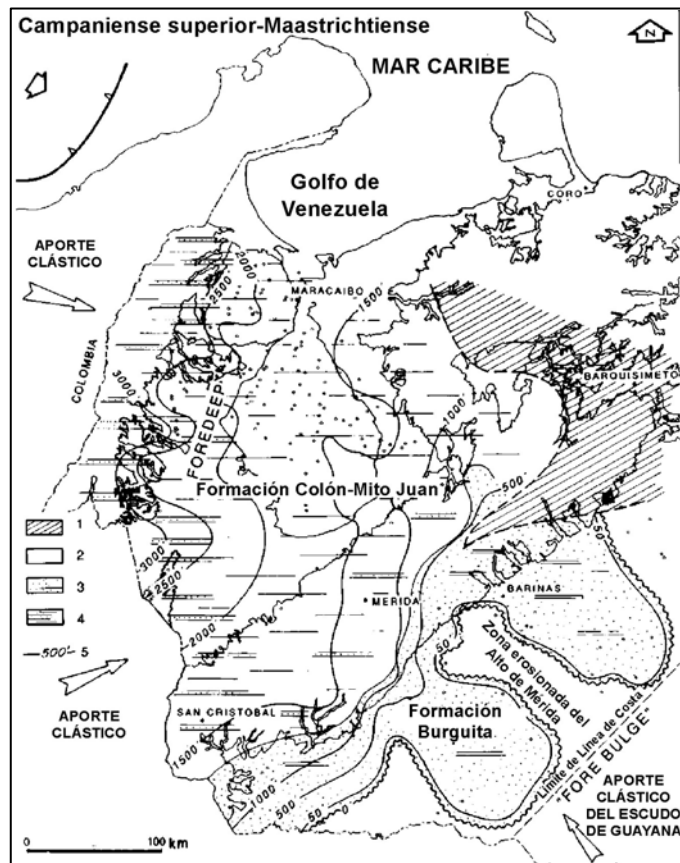 Campaniense superior-Maastrichtiense
N
MAR CARIBE
Golfo de
Venezuela
CORO
APORTE
CLÁSTICO
2000
2500
MARACAIBO
1500'
COLOMBIA
3000
FOREDEEP
BARQUISIMETO
1000'
Formación Colón-Mito Juan
500'
50
1
2
3
4
500' 5
3000
2500
2000
MERIDA
BARINAS
50
Zona erosionada del
Alto de Merida
APORTE
CLÁSTICO
SAN CRISTOBAL
1500
1000
500
50
0
Formación
Burguita
Límite de Línea de Costa
"FORE BULGE"
APORTE
CLÁSTICO
DEL ESCUDO
DE GUAYANA
0 100
km